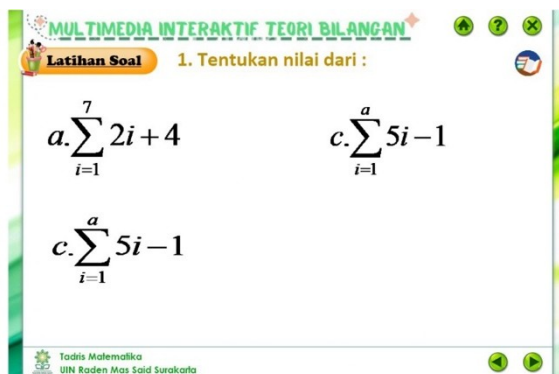 MULTIMEDIA INTERAKTIF TEORI BILANGAN
?
Latihan Soal
1. Tentukan nilai dari :
a. ∑_{i=1}^{7} 2i + 4
c. ∑_{i=1}^{a} 5i − 1
c. ∑_{i=1}^{a} 5i − 1
Tadris Matematika
UIN Raden Mas Said Surakarta